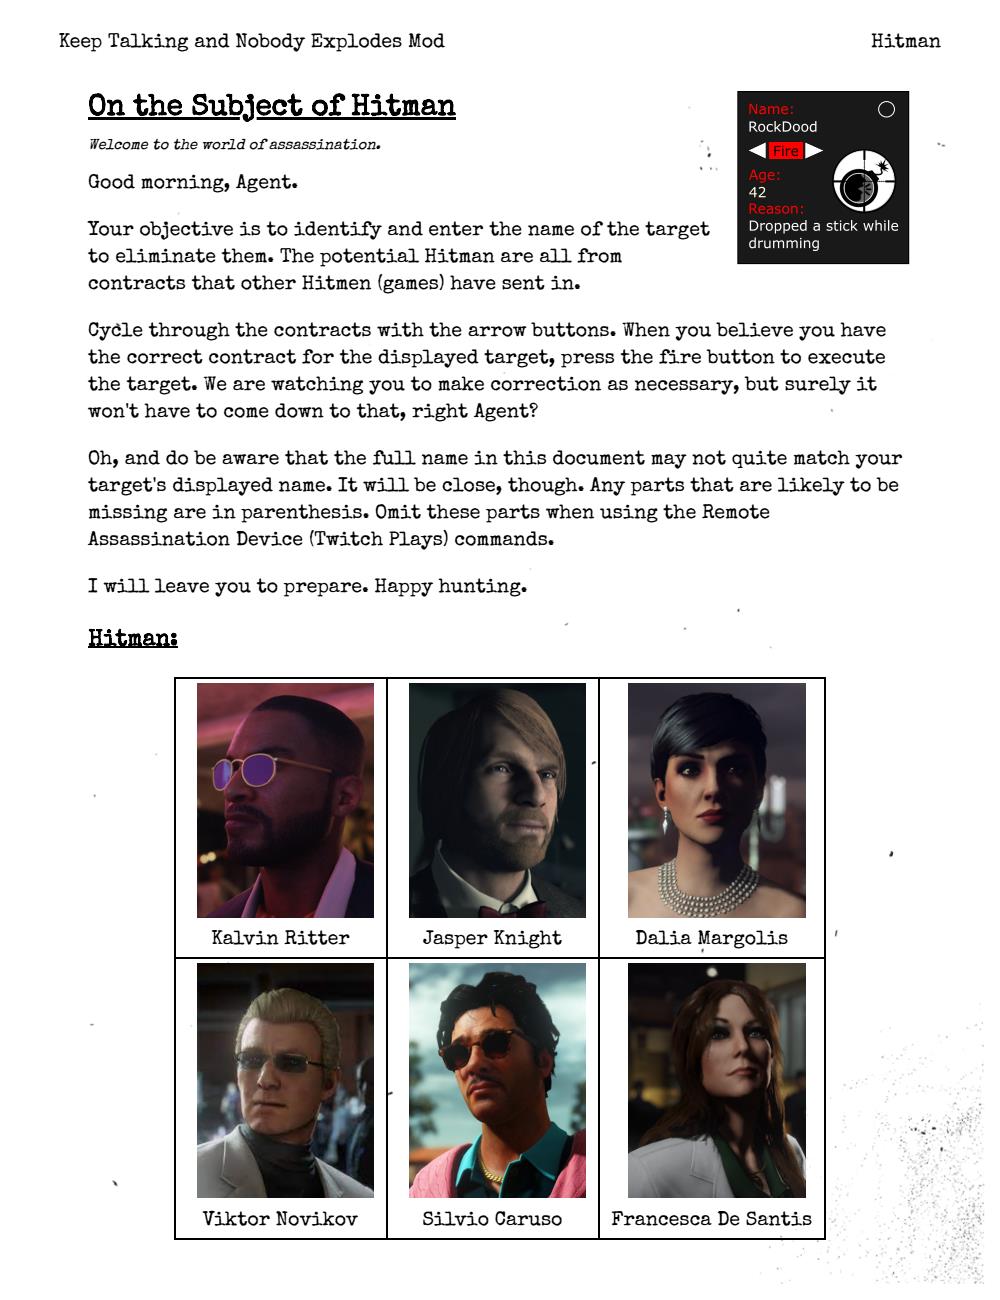 Keep Talking and Nobody Explodes Mod
Hitman
On the Subject of Hitman
Welcome to the world of assassination.
Good morning, Agent.
Your objective is to identify and enter the name of the target
to eliminate them. The potential Hitman are all from
contracts that other Hitmen (games) have sent in.
Name:
RockDood
Fire
Age:
42
Reason:
Dropped a stick while
drumming
Cycle through the contracts with the arrow buttons. When you believe you have
the correct contract for the displayed target, press the fire button to execute
the target. We are watching you to make correction as necessary, but surely it
won't have to come down to that, right Agent?
Oh, and do be aware that the full name in this document may not quite match your
target's displayed name. It will be close, though. Any parts that are likely to be
missing are in parenthesis. Omit these parts when using the Remote
Assassination Device (Twitch Plays) commands.
I will leave you to prepare. Happy hunting.
Hitman:
Kalvin Ritter
Jasper Knight
Dalia Margolis
Viktor Novikov
Silvio Caruso
Francesca De Santis